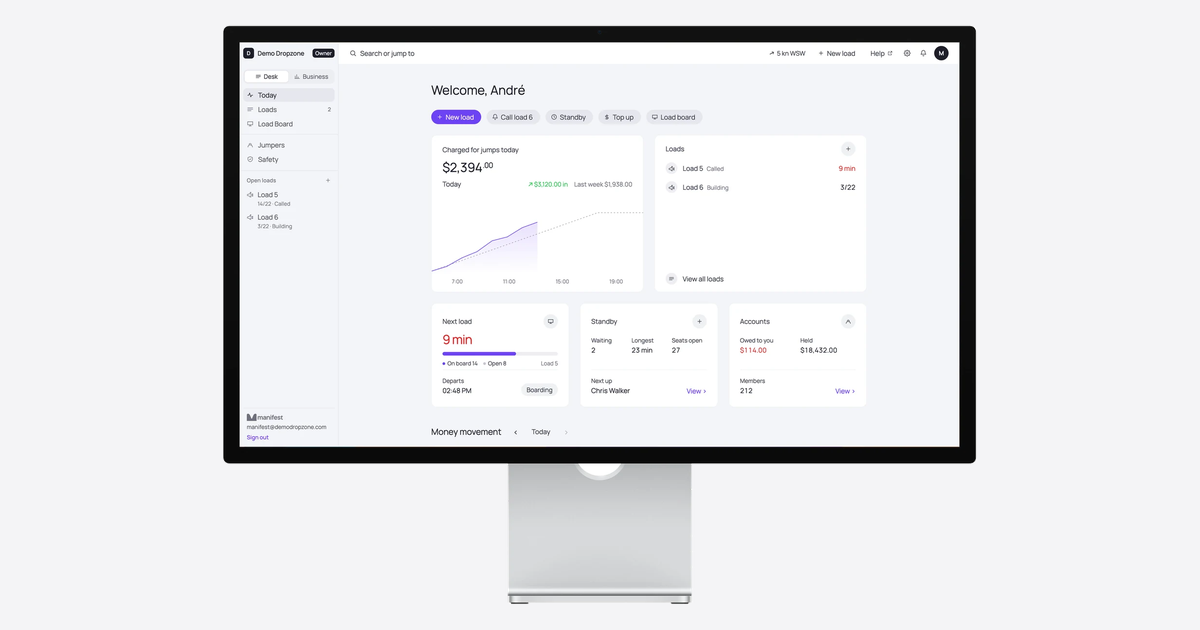 D Demo Dropzone Owner
Search or jump to
5 kn WSW
+ New load
Help
M
Desk
Business
Today
Loads 2
Load Board
Jumpers
Safety
Open loads +
Load 5
14/22 · Called
Load 6
3/22 · Building
manifest
manifest@demodropzone.com
Sign out
Welcome, André
+ New load
Call load 6
Standby
$ Top up
Load board
Charged for jumps today
$2,394.00
Today
↗ $3,120.00 in Last week $1,938.00
7:00 11:00 15:00 19:00
Loads +
Load 5 Called 9 min
Load 6 Building 3/22
View all loads
Next load
9 min
On board 14 Open 8 Load 5
Departs
02:48 PM
Boarding
Standby +
Waiting Longest Seats open
2 23 min 27
Next up
Chris Walker View ›
Accounts
Owed to you Held
$114.00 $18,432.00
Members
212 View ›
Money movement ‹ Today ›